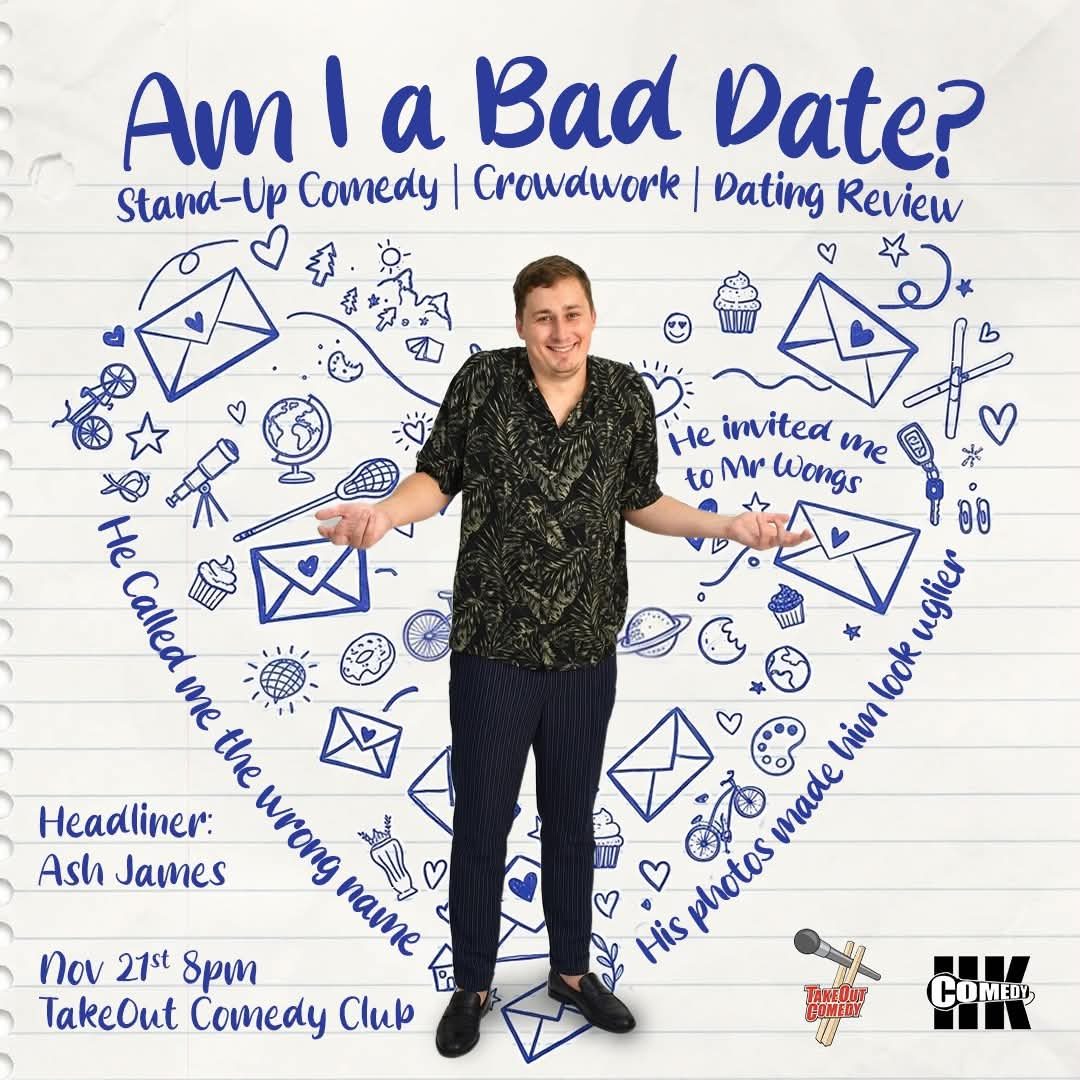 Am I a Bad Date?
Stand-Up Comedy | Crowdwork | Dating Review
He invited me
to Mr Wongs
He Called me the wrong name
His photos made him look uglier
Headliner:
Ash James
Nov 21st 8pm
TakeOut Comedy Club
TakeOut
Comedy
HK
Comedy